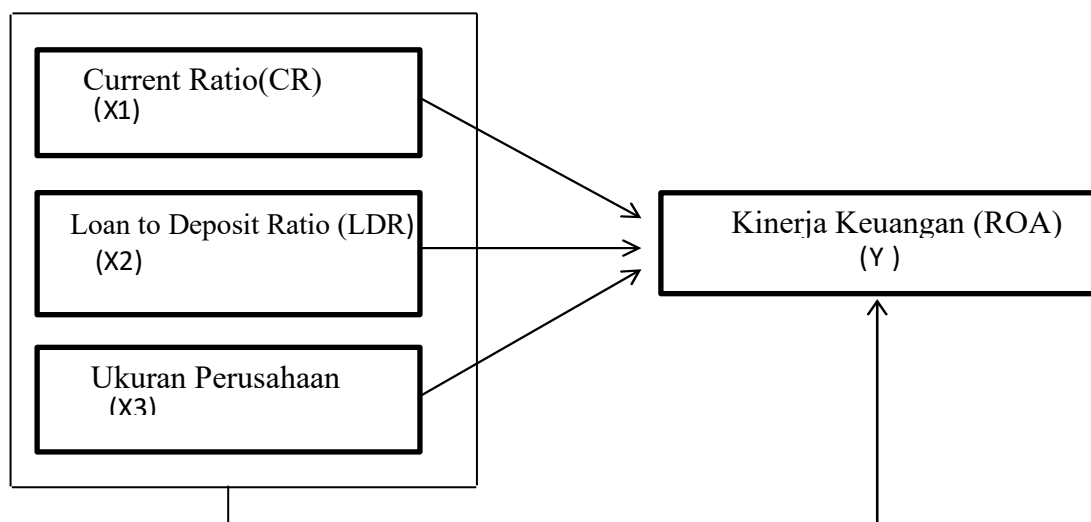 Current Ratio(CR)
(X1)
Loan to Deposit Ratio (LDR)
(X2)
Kinerja Keuangan (ROA)
(Y )
Ukuran Perusahaan
(X3)